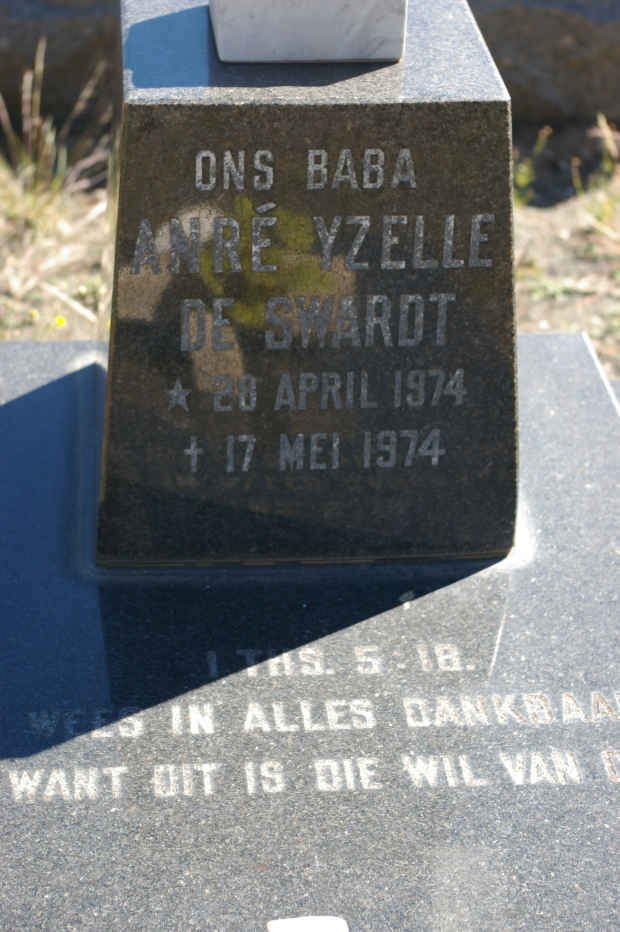 ONS BABA
ANRÉ YZELLE
DE SWARDT
★ 28 APRIL 1974
✝ 17 MEI 1974
1 THS. 5:18.
WEES IN ALLES DANKBAAR
WANT DIT IS DIE WIL VAN